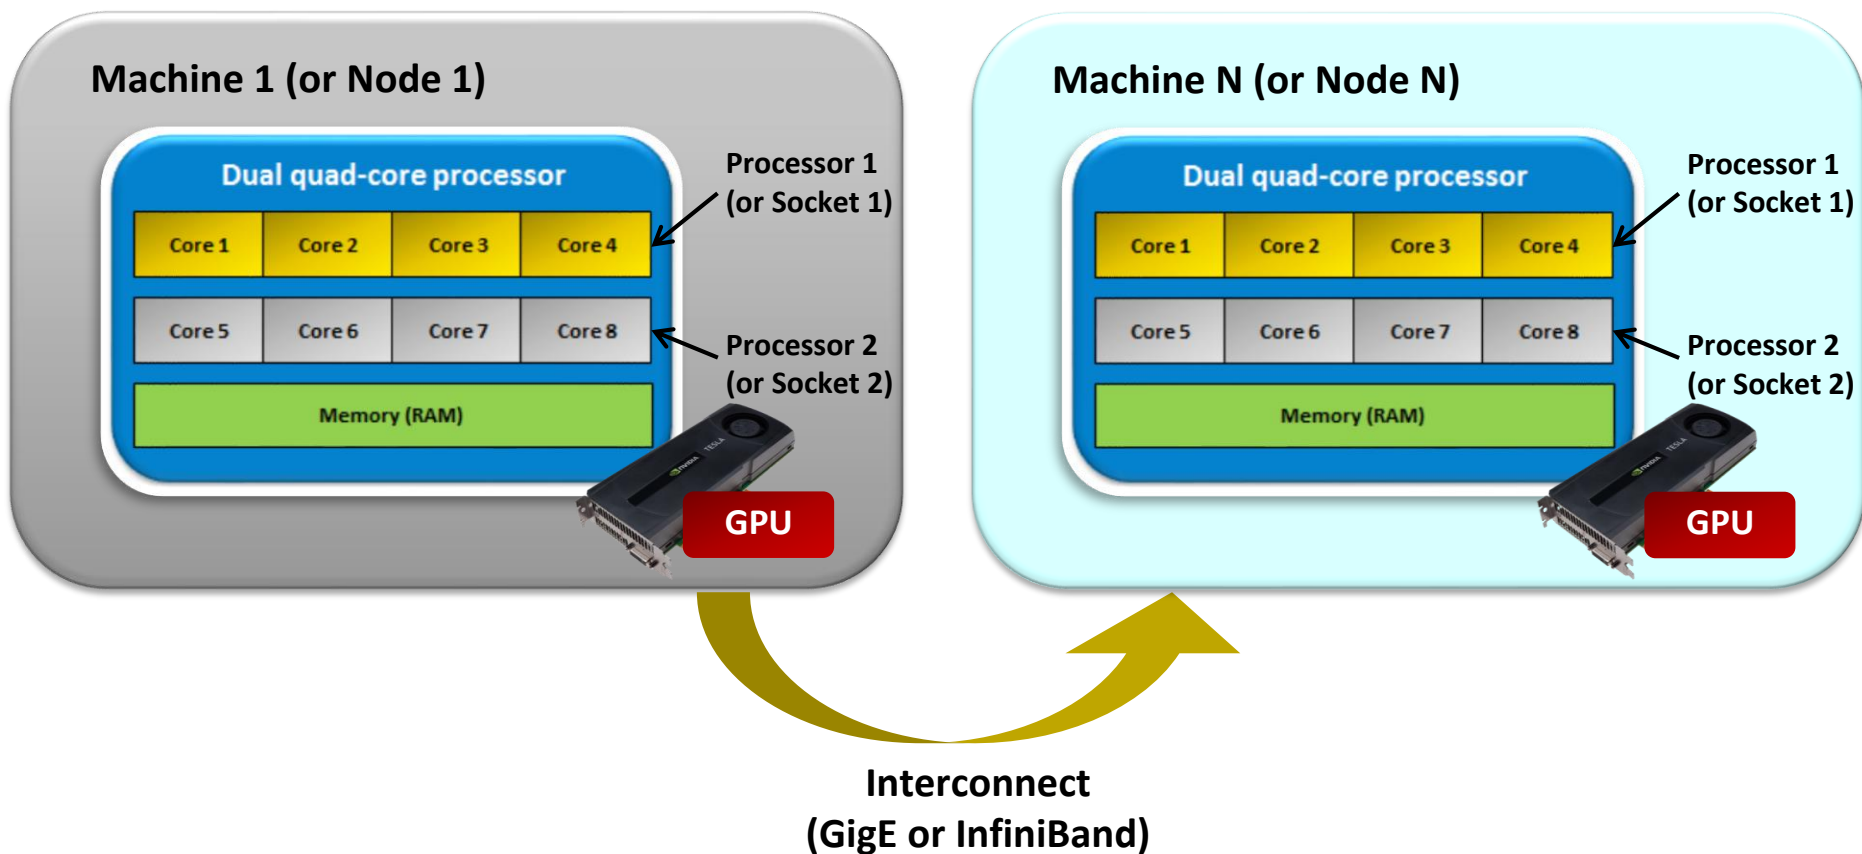 Machine 1 (or Node 1)
Dual quad-core processor
Core 1 Core 2 Core 3 Core 4
Core 5 Core 6 Core 7 Core 8
Memory (RAM)
Processor 1
(or Socket 1)
Processor 2
(or Socket 2)
NVIDIA TESLA
GPU
Machine N (or Node N)
Dual quad-core processor
Core 1 Core 2 Core 3 Core 4
Core 5 Core 6 Core 7 Core 8
Memory (RAM)
Processor 1
(or Socket 1)
Processor 2
(or Socket 2)
NVIDIA TESLA
GPU
Interconnect
(GigE or InfiniBand)